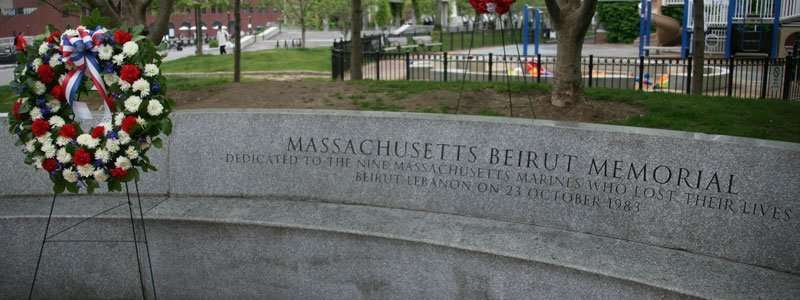 MASSACHUSETTS BEIRUT MEMORIAL
DEDICATED TO THE NINE MASSACHUSETTS MARINES WHO LOST THEIR LIVES
BEIRUT LEBANON ON 23 OCTOBER 1983